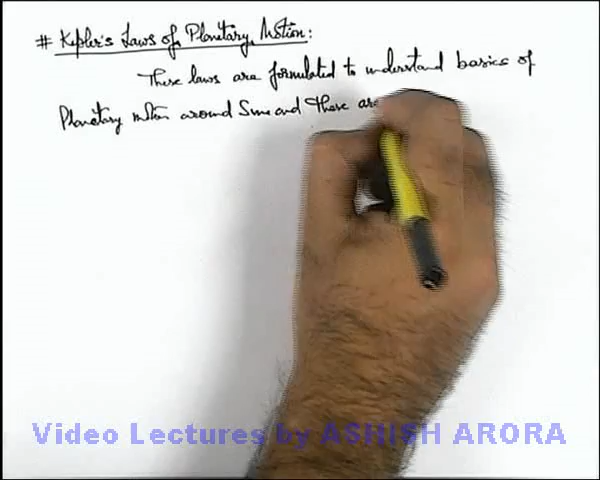 # Kepler's Laws of Planetary Motion:
These laws are formulated to understand basics of
Planetary motion around Sun and these are
Video Lectures by ASHISH ARORA